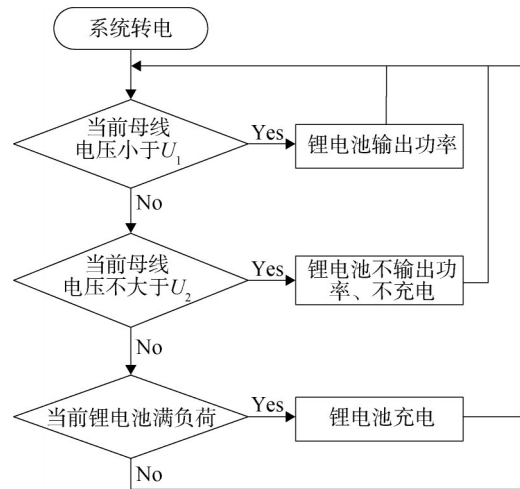 系统转电
当前母线
电压小于U₁
Yes
锂电池输出功率
No
当前母线
电压不大于U₂
Yes
锂电池不输出功
率、不充电
No
当前锂电池满负荷
Yes
锂电池充电
No